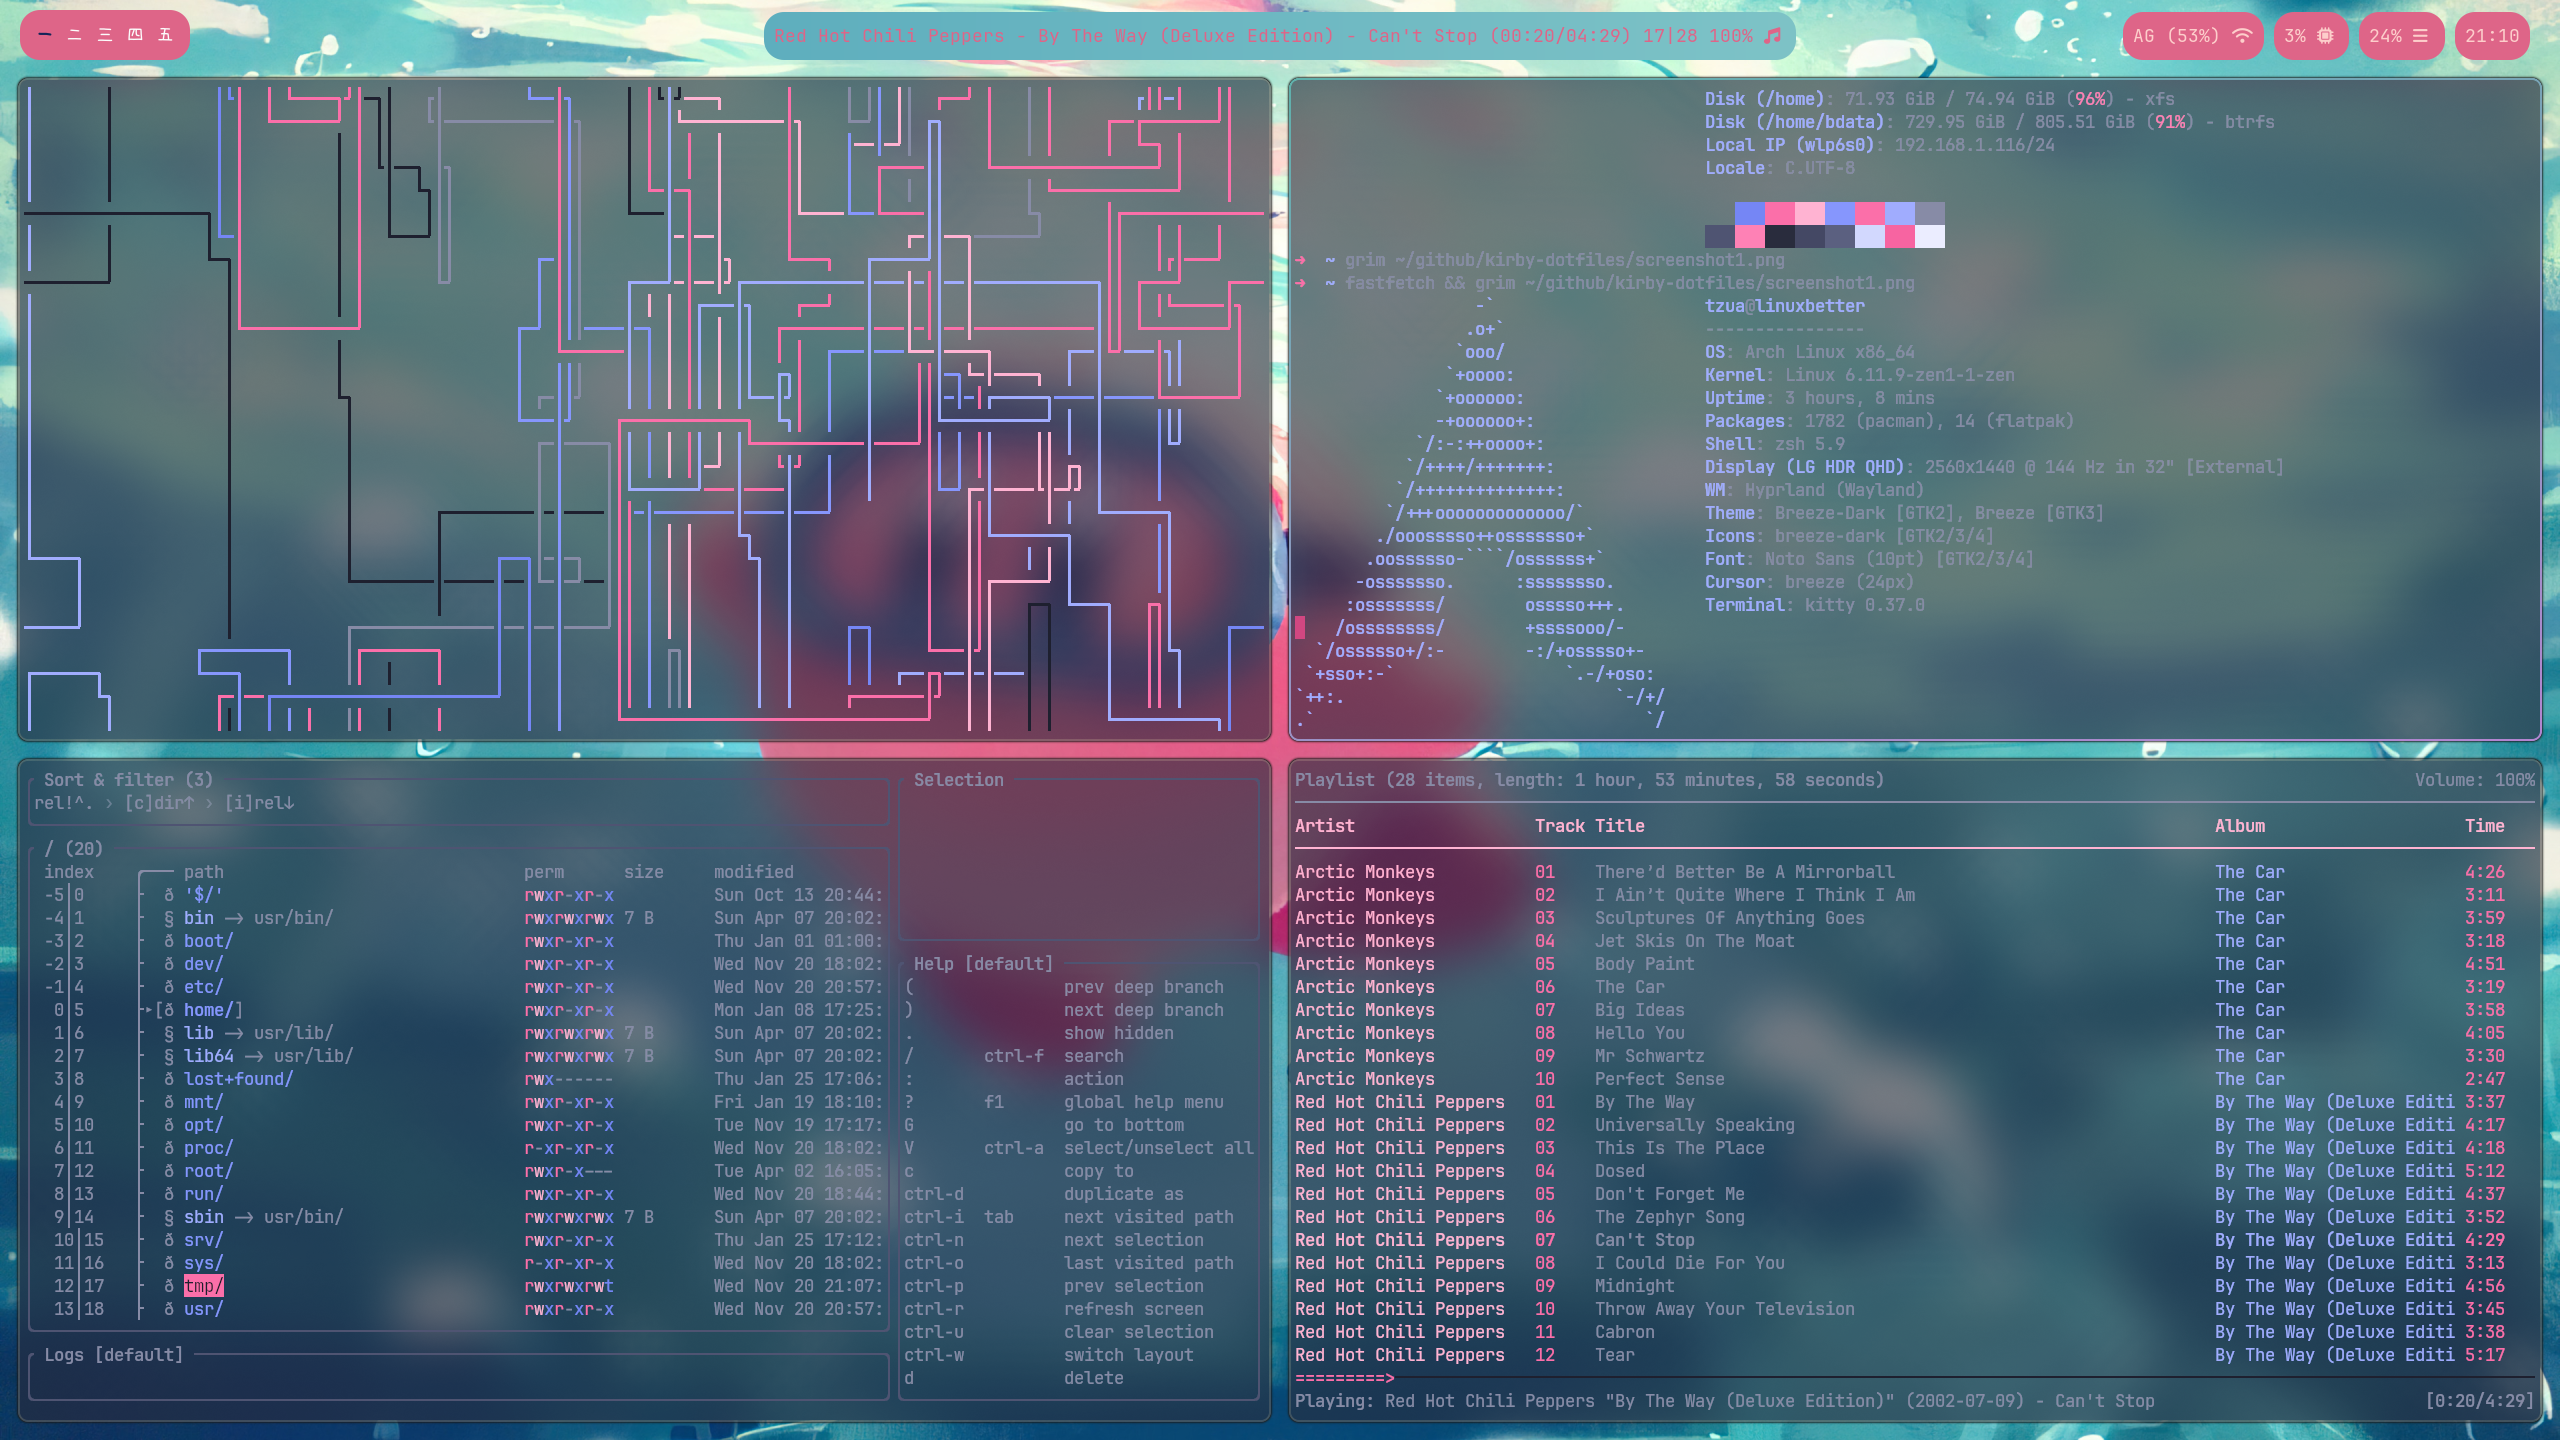 一 二 三 四 五
Red Hot Chili Peppers - By The Way (Deluxe Edition) - Can't Stop (00:20/04:29) 17|28 100%
AG (53%)
3%
24%
21:10
Disk (/home): 71.93 GiB / 74.94 GiB (96%) - xfs
Disk (/home/bdata): 729.95 GiB / 805.51 GiB (91%) - btrfs
Local IP (wlp6s0): 192.168.1.116/24
Locale: C.UTF-8
➜ ~ grim ~/github/kirby-dotfiles/screenshot1.png
➜ ~ fastfetch && grim ~/github/kirby-dotfiles/screenshot1.png
-` tzua@linuxbetter
.o+` ---------------
`ooo/ OS: Arch Linux x86_64
`+oooo: Kernel: Linux 6.11.9-zen1-1-zen
`+oooooo: Uptime: 3 hours, 8 mins
-+oooooo+: Packages: 1782 (pacman), 14 (flatpak)
`/:-:++oooo+: Shell: zsh 5.9
`/++++/+++++++: Display (LG HDR QHD): 2560x1440 @ 144 Hz in 32" [External]
`/++++++++++++++: WM: Hyprland (Wayland)
`/+++ooooooooooooo/` Theme: Breeze-Dark [GTK2], Breeze [GTK3]
./ooosssso++osssssso+` Icons: breeze-dark [GTK2/3/4]
.oossssso-````/ossssss+` Font: Noto Sans (10pt) [GTK2/3/4]
-osssssso. :ssssssso. Cursor: breeze (24px)
:osssssss/ osssso+++. Terminal: kitty 0.37.0
/ossssssss/ +ssssooo/-
`/ossssso+/:- -:/+osssso+-
`+sso+:-` `.-/+oso:
`++:. `-/+/
.` `/
Sort & filter (3)
rel!^. › [c]dir↑ › [i]rel↓
/ (20)
index path perm size modified
-5│0 ð '$/' rwxr-xr-x Sun Oct 13 20:44:
-4│1 § bin -> usr/bin/ rwxrwxrwx 7 B Sun Apr 07 20:02:
-3│2 ð boot/ rwxr-xr-x Thu Jan 01 01:00:
-2│3 ð dev/ rwxr-xr-x Wed Nov 20 18:02:
-1│4 ð etc/ rwxr-xr-x Wed Nov 20 20:57:
0│5 ▸[ð home/] rwxr-xr-x Mon Jan 08 17:25:
1│6 § lib -> usr/lib/ rwxrwxrwx 7 B Sun Apr 07 20:02:
2│7 § lib64 -> usr/lib/ rwxrwxrwx 7 B Sun Apr 07 20:02:
3│8 ð lost+found/ rwx------ Thu Jan 25 17:06:
4│9 ð mnt/ rwxr-xr-x Fri Jan 19 18:10:
5│10 ð opt/ rwxr-xr-x Tue Nov 19 17:17:
6│11 ð proc/ r-xr-xr-x Wed Nov 20 18:02:
7│12 ð root/ rwxr-x--- Tue Apr 02 16:05:
8│13 ð run/ rwxr-xr-x Wed Nov 20 18:44:
9│14 § sbin -> usr/bin/ rwxrwxrwx 7 B Sun Apr 07 20:02:
10│15 ð srv/ rwxr-xr-x Thu Jan 25 17:12:
11│16 ð sys/ r-xr-xr-x Wed Nov 20 18:02:
12│17 ð tmp/ rwxrwxrwt Wed Nov 20 21:07:
13│18 ð usr/ rwxr-xr-x Wed Nov 20 20:57:
Logs [default]
Selection
Help [default]
( prev deep branch
) next deep branch
. show hidden
/ ctrl-f search
: action
? f1 global help menu
G go to bottom
V ctrl-a select/unselect all
c copy to
ctrl-d duplicate as
ctrl-i tab next visited path
ctrl-n next selection
ctrl-o last visited path
ctrl-p prev selection
ctrl-r refresh screen
ctrl-u clear selection
ctrl-w switch layout
d delete
Playlist (28 items, length: 1 hour, 53 minutes, 58 seconds) Volume: 100%
Artist Track Title Album Time
Arctic Monkeys 01 There’d Better Be A Mirrorball The Car 4:26
Arctic Monkeys 02 I Ain’t Quite Where I Think I Am The Car 3:11
Arctic Monkeys 03 Sculptures Of Anything Goes The Car 3:59
Arctic Monkeys 04 Jet Skis On The Moat The Car 3:18
Arctic Monkeys 05 Body Paint The Car 4:51
Arctic Monkeys 06 The Car The Car 3:19
Arctic Monkeys 07 Big Ideas The Car 3:58
Arctic Monkeys 08 Hello You The Car 4:05
Arctic Monkeys 09 Mr Schwartz The Car 3:30
Arctic Monkeys 10 Perfect Sense The Car 2:47
Red Hot Chili Peppers 01 By The Way By The Way (Deluxe Editi 3:37
Red Hot Chili Peppers 02 Universally Speaking By The Way (Deluxe Editi 4:17
Red Hot Chili Peppers 03 This Is The Place By The Way (Deluxe Editi 4:18
Red Hot Chili Peppers 04 Dosed By The Way (Deluxe Editi 5:12
Red Hot Chili Peppers 05 Don't Forget Me By The Way (Deluxe Editi 4:37
Red Hot Chili Peppers 06 The Zephyr Song By The Way (Deluxe Editi 3:52
Red Hot Chili Peppers 07 Can't Stop By The Way (Deluxe Editi 4:29
Red Hot Chili Peppers 08 I Could Die For You By The Way (Deluxe Editi 3:13
Red Hot Chili Peppers 09 Midnight By The Way (Deluxe Editi 4:56
Red Hot Chili Peppers 10 Throw Away Your Television By The Way (Deluxe Editi 3:45
Red Hot Chili Peppers 11 Cabron By The Way (Deluxe Editi 3:38
Red Hot Chili Peppers 12 Tear By The Way (Deluxe Editi 5:17
=========>
Playing: Red Hot Chili Peppers "By The Way (Deluxe Edition)" (2002-07-09) - Can't Stop [0:20/4:29]